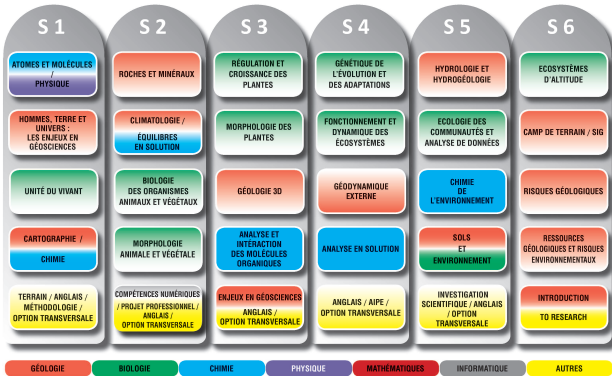 S 1
ATOMES ET MOLÉCULES
/
PHYSIQUE
HOMMES, TERRE ET
UNIVERS :
LES ENJEUX EN
GÉOSCIENCES
UNITÉ DU VIVANT
CARTOGRAPHIE /
CHIMIE
TERRAIN / ANGLAIS /
MÉTHODOLOGIE /
OPTION TRANSVERSALE
S 2
ROCHES ET MINÉRAUX
CLIMATOLOGIE /
ÉQUILIBRES
EN SOLUTION
BIOLOGIE
DES ORGANISMES
ANIMAUX ET VÉGÉTAUX
MORPHOLOGIE
ANIMALE ET VÉGÉTALE
COMPÉTENCES NUMÉRIQUES
/ PROJET PROFESSIONNEL /
ANGLAIS /
OPTION TRANSVERSALE
S 3
RÉGULATION ET
CROISSANCE DES
PLANTES
MORPHOLOGIE DES
PLANTES
GÉOLOGIE 3D
ANALYSE ET
INTÉRACTION
DES MOLÉCULES
ORGANIQUES
ENJEUX EN GÉOSCIENCES
/
ANGLAIS /
OPTION TRANSVERSALE
S 4
GÉNÉTIQUE DE
L'ÉVOLUTION ET
DES ADAPTATIONS
FONCTIONNEMENT ET
DYNAMIQUE DES
ÉCOSYSTÈMES
GÉODYNAMIQUE
EXTERNE
ANALYSE EN SOLUTION
ANGLAIS / AIPE /
OPTION TRANSVERSALE
S 5
HYDROLOGIE ET
HYDROGÉOLOGIE
ECOLOGIE DES
COMMUNAUTÉS ET
ANALYSE DE DONNÉES
CHIMIE
DE
L'ENVIRONNEMENT
SOLS
ET
ENVIRONNEMENT
INVESTIGATION
SCIENTIFIQUE / ANGLAIS
/ OPTION
TRANSVERSALE
S 6
ECOSYSTÈMES
D'ALTITUDE
CAMP DE TERRAIN / SIG
RISQUES GÉOLOGIQUES
RESSOURCES
GÉOLOGIQUES ET RISQUES
ENVIRONNEMENTAUX
INTRODUCTION
TO RESEARCH
GÉOLOGIE
BIOLOGIE
CHIMIE
PHYSIQUE
MATHÉMATIQUES
INFORMATIQUE
AUTRES